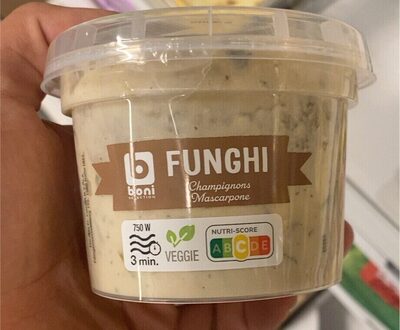 boni
SELECTION
FUNGHI
Champignons
Mascarpone
750 W
3 min.
VEGGIE
NUTRI-SCORE
A B C D E